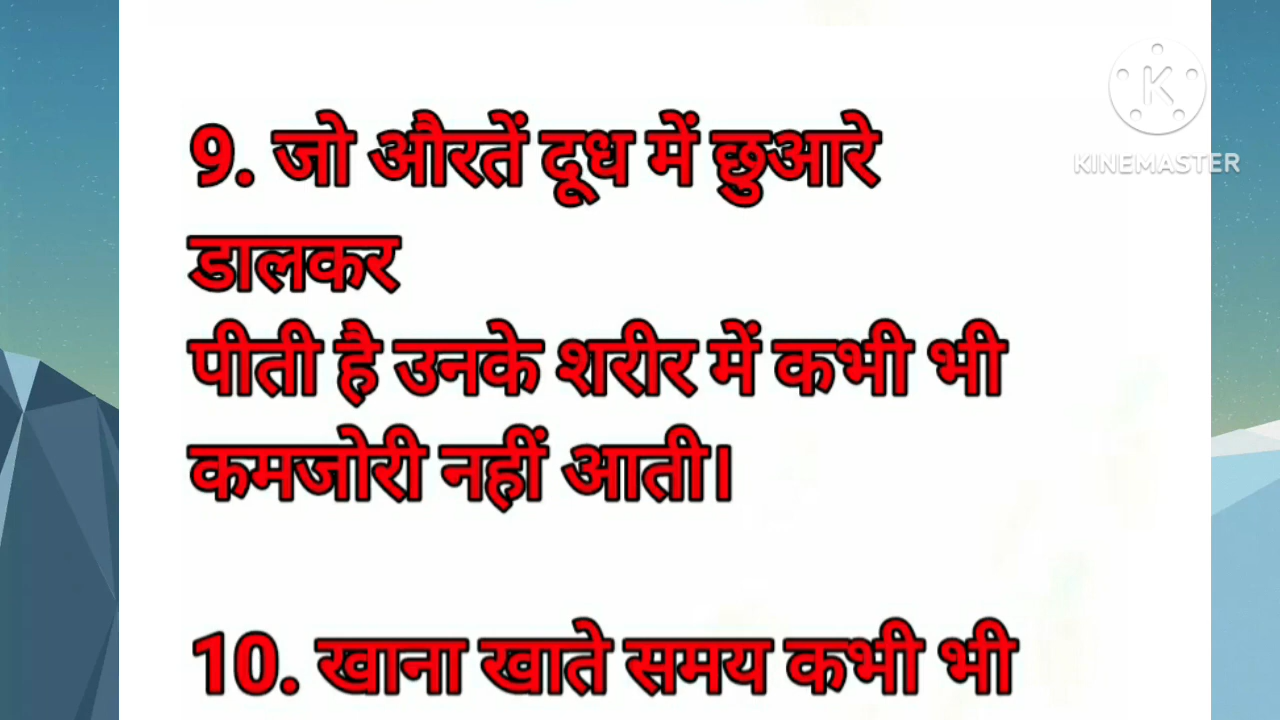 9. जो औरतें दूध में छुआरे
डालकर
पीती है उनके शरीर में कभी भी
कमजोरी नहीं आती।
10. खाना खाते समय कभी भी
K
KINEMASTER